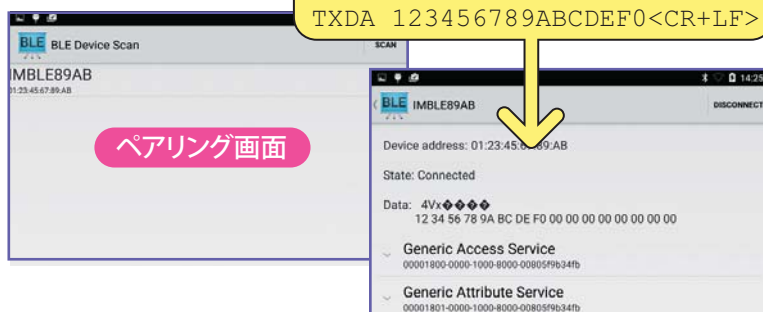 TXDA 123456789ABCDEF0<CR+LF>
BLE BLE Device Scan
SCAN
IMBLE89AB
01:23:45:67:89:AB
ペアリング画面
14:25
BLE IMBLE89AB
DISCONNECT
Device address: 01:23:45:6 :89:AB
State: Connected
Data: 4Vx����
12 34 56 78 9A BC DE F0 00 00 00 00 00 00 00 00
Generic Access Service
00001800-0000-1000-8000-00805f9b34fb
Generic Attribute Service
00001801-0000-1000-8000-00805f9b34fb